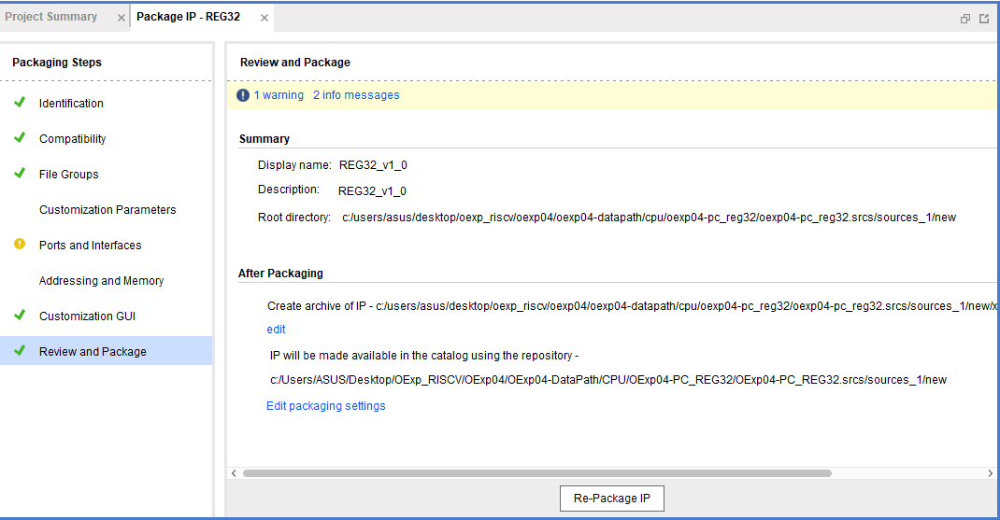 Project Summary
Package IP - REG32
Packaging Steps
Identification
Compatibility
File Groups
Customization Parameters
Ports and Interfaces
Addressing and Memory
Customization GUI
Review and Package
Review and Package
1 warning 2 info messages
Summary
Display name: REG32_v1_0
Description: REG32_v1_0
Root directory: c:/users/asus/desktop/oexp_riscv/oexp04/oexp04-datapath/cpu/oexp04-pc_reg32/oexp04-pc_reg32.srcs/sources_1/new
After Packaging
Create archive of IP - c:/users/asus/desktop/oexp_riscv/oexp04/oexp04-datapath/cpu/oexp04-pc_reg32/oexp04-pc_reg32.srcs/sources_1/new/x
edit
IP will be made available in the catalog using the repository -
c:/Users/ASUS/Desktop/OExp_RISCV/OExp04/OExp04-DataPath/CPU/OExp04-PC_REG32/OExp04-PC_REG32.srcs/sources_1/new
Edit packaging settings
Re-Package IP